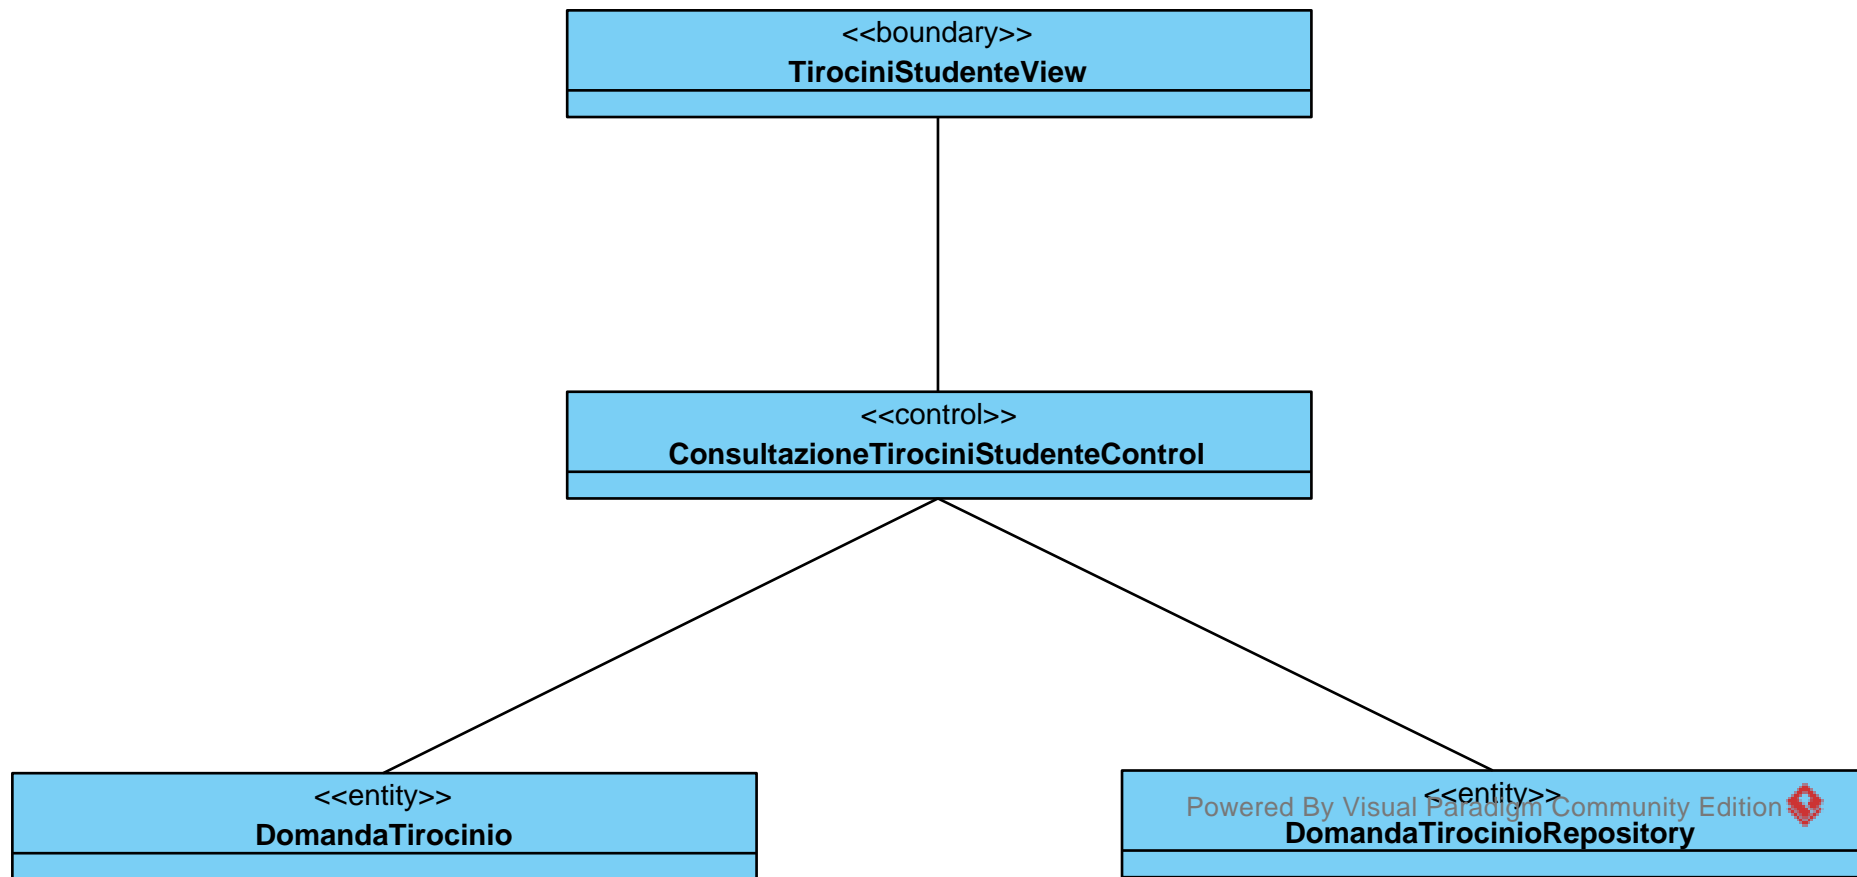 <<boundary>>
TirociniStudenteView
<<control>>
ConsultazioneTirociniStudenteControl
<<entity>>
DomandaTirocinio
<<entity>>
Powered By Visual Paradigm Community Edition
DomandaTirocinioRepository